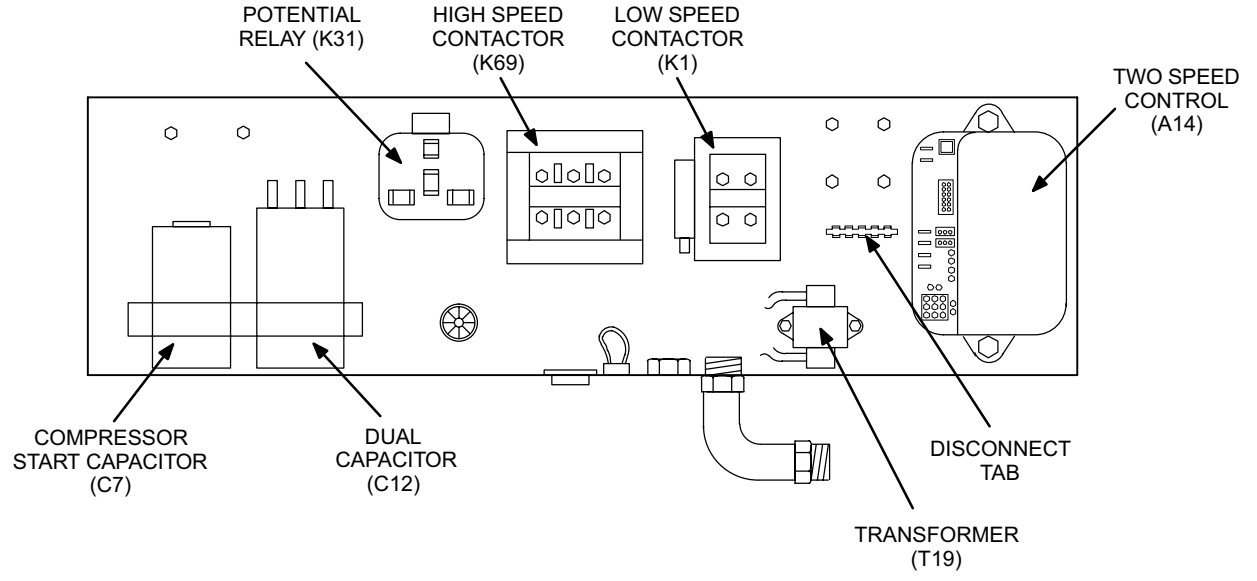 POTENTIAL
RELAY (K31)
HIGH SPEED
CONTACTOR
(K69)
LOW SPEED
CONTACTOR
(K1)
TWO SPEED
CONTROL
(A14)
COMPRESSOR
START CAPACITOR
(C7)
DUAL
CAPACITOR
(C12)
DISCONNECT
TAB
TRANSFORMER
(T19)